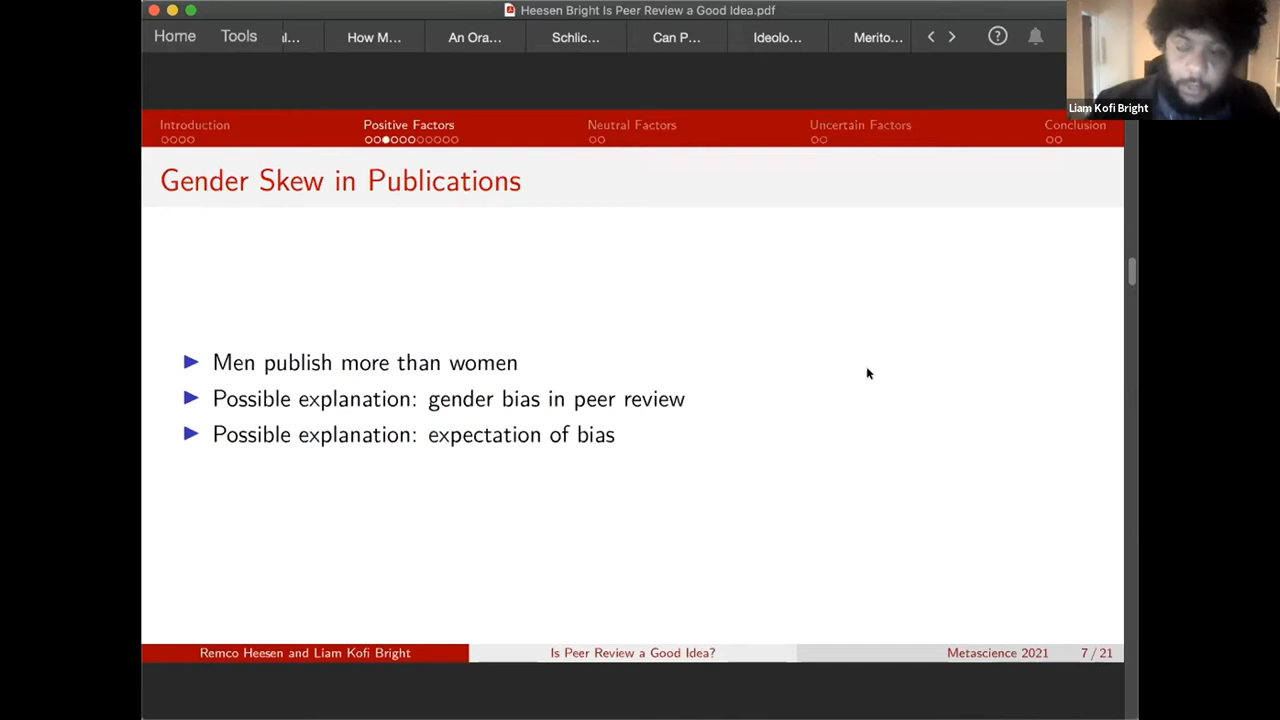 Heesen Bright Is Peer Review a Good Idea.pdf
Home Tools How M... An Ora... Schlic... Can P... Ideolo... Merito...
Liam Kofi Bright
Introduction Positive Factors Neutral Factors Uncertain Factors Conclusion
Gender Skew in Publications
Men publish more than women
Possible explanation: gender bias in peer review
Possible explanation: expectation of bias
Remco Heesen and Liam Kofi Bright Is Peer Review a Good Idea? Metascience 2021 7 / 21